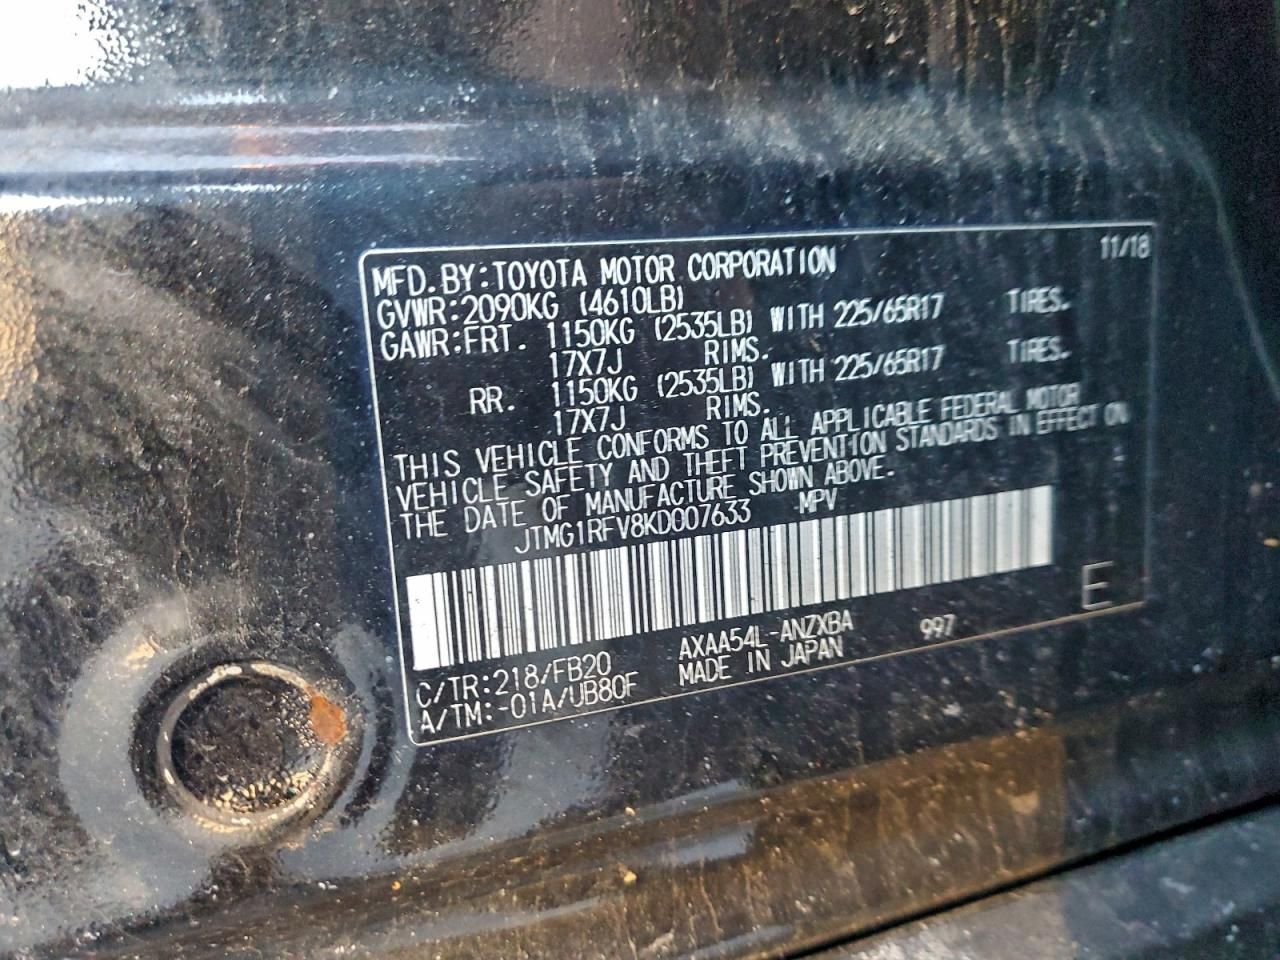 MFD. BY: TOYOTA MOTOR CORPORATION 11/18
GVWR: 2090KG (4610LB)
GAWR: FRT. 1150KG (2535LB) WITH 225/65R17 TIRES.
17X7J RIMS.
RR. 1150KG (2535LB) WITH 225/65R17 TIRES.
17X7J RIMS.
THIS VEHICLE CONFORMS TO ALL APPLICABLE FEDERAL MOTOR
VEHICLE SAFETY AND THEFT PREVENTION STANDARDS IN EFFECT ON
THE DATE OF MANUFACTURE SHOWN ABOVE.
JTMG1RFV8KD007633 MPV
E
C/TR: 218/FB20 AXAA54L-ANZXBA 997
A/TM: -01A/UB80F MADE IN JAPAN